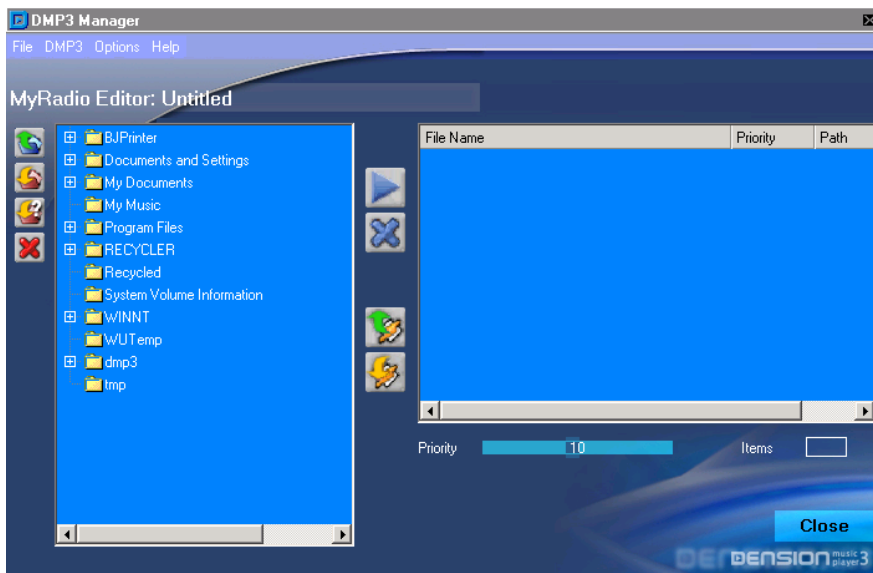 DMP3 Manager
File DMP3 Options Help
MyRadio Editor: Untitled
BJPrinter
Documents and Settings
My Documents
My Music
Program Files
RECYCLER
Recycled
System Volume Information
WINNT
WUTemp
dmp3
tmp
File Name Priority Path
Priority 10 Items
Close
DENSION music player 3